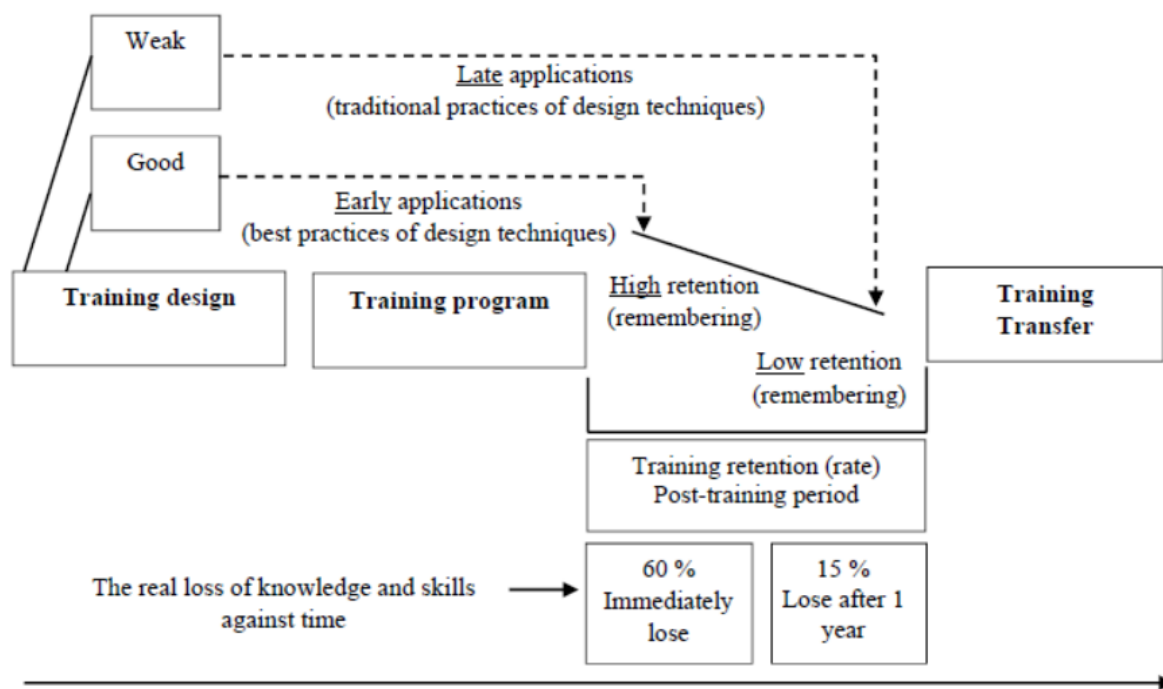 Weak
Late applications
(traditional practices of design techniques)
Good
Early applications
(best practices of design techniques)
Training design
Training program
High retention
(remembering)
Training
Transfer
Low retention
(remembering)
Training retention (rate)
Post-training period
The real loss of knowledge and skills
against time
60 %
Immediately
lose
15 %
Lose after 1
year